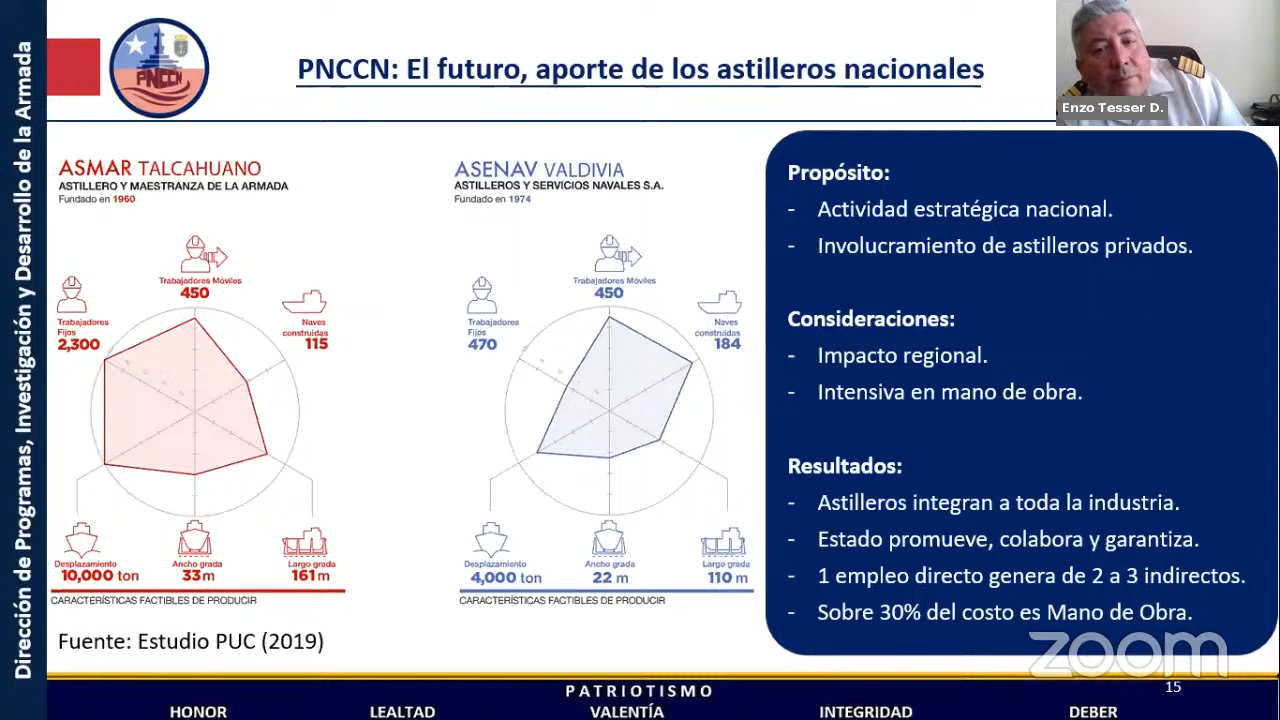 Dirección de Programas, Investigación y Desarrollo de la Armada
PNCCN
PNCCN: El futuro, aporte de los astilleros nacionales
Enzo Tesser D.
ASMAR TALCAHUANO
ASTILLERO Y MAESTRANZA DE LA ARMADA
Fundado en 1960
Trabajadores Móviles
450
Trabajadores
Fijos
2,300
Naves
construidas
115
Desplazamiento
10,000 ton
Ancho grada
33 m
Largo grada
161 m
CARACTERÍSTICAS FACTIBLES DE PRODUCIR
ASENAV VALDIVIA
ASTILLEROS Y SERVICIOS NAVALES S.A.
Fundado en 1974
Trabajadores Móviles
450
Trabajadores
Fijos
470
Naves
construidas
184
Desplazamiento
4,000 ton
Ancho grada
22 m
Largo grada
110 m
CARACTERÍSTICAS FACTIBLES DE PRODUCIR
Fuente: Estudio PUC (2019)
Propósito:
- Actividad estratégica nacional.
- Involucramiento de astilleros privados.
Consideraciones:
- Impacto regional.
- Intensiva en mano de obra.
Resultados:
- Astilleros integran a toda la industria.
- Estado promueve, colabora y garantiza.
- 1 empleo directo genera de 2 a 3 indirectos.
- Sobre 30% del costo es Mano de Obra.
zoom
15
PATRIOTISMO
HONOR LEALTAD VALENTÍA INTEGRIDAD DEBER